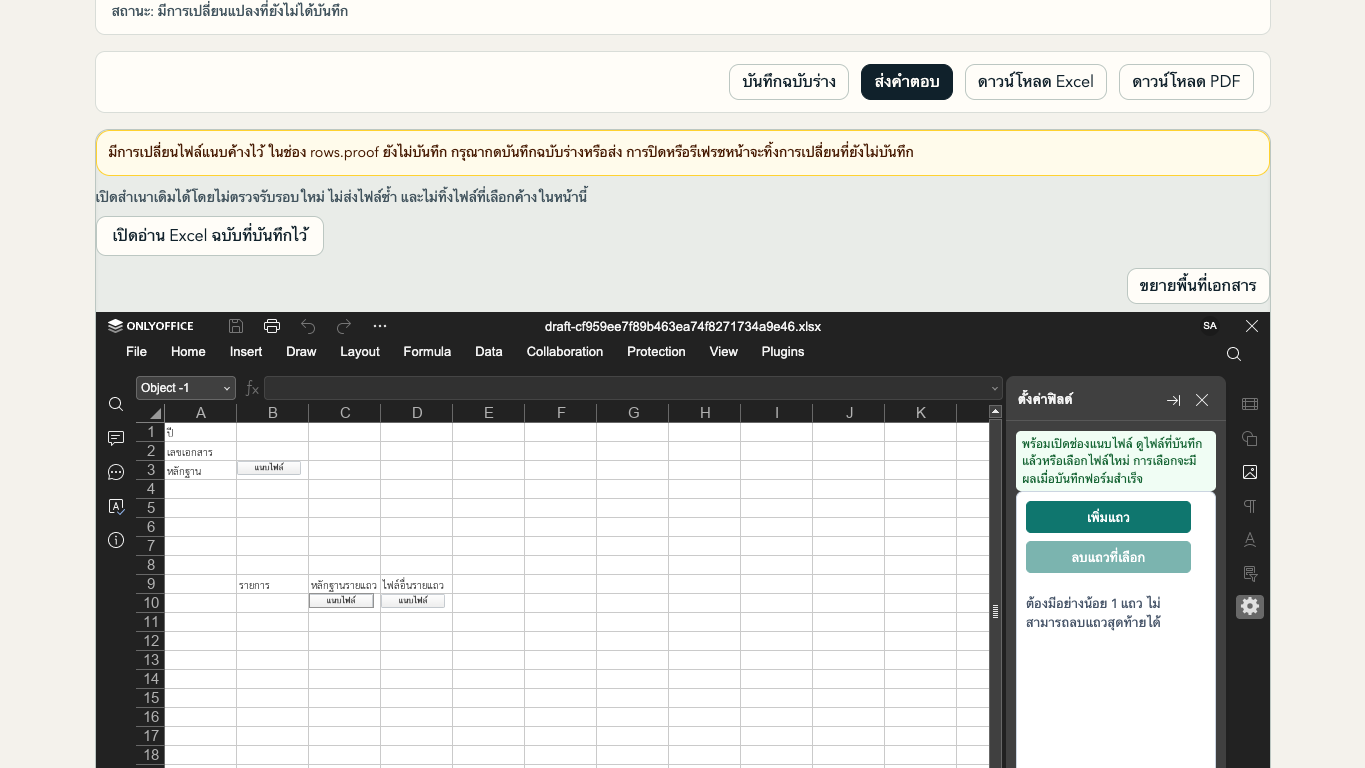 สถานะ: มีการเปลี่ยนแปลงที่ยังไม่ได้บันทึก
บันทึกฉบับร่าง ส่งคำตอบ ดาวน์โหลด Excel ดาวน์โหลด PDF
มีการเปลี่ยนไฟล์แนบค้างไว้ ในช่อง rows.proof ยังไม่บันทึก กรุณากดบันทึกฉบับร่างหรือส่ง การปิดหรือรีเฟรชหน้าจะทิ้งการเปลี่ยนที่ยังไม่บันทึก
เปิดสำเนาเดิมได้โดยไม่ตรวจรับรอบใหม่ ไม่ส่งไฟล์ซ้ำ และไม่ทิ้งไฟล์ที่เลือกค้างในหน้านี้
เปิดอ่าน Excel ฉบับที่บันทึกไว้
ขยายพื้นที่เอกสาร
ONLYOFFICE draft-cf959ee7f89b463ea74f8271734a9e46.xlsx SA
File Home Insert Draw Layout Formula Data Collaboration Protection View Plugins
Object -1 fx
ตั้งค่าฟิลด์
A B C D E F G H I J K
1 ปี
2 เลขเอกสาร
3 หลักฐาน แนบไฟล์
4
5
6
7
8
9 รายการ หลักฐานรายแถว ไฟล์อื่นรายแถว
10 แนบไฟล์ แนบไฟล์
11
12
13
14
15
16
17
18
พร้อมเปิดช่องแนบไฟล์ ดูไฟล์ที่บันทึก
แล้วหรือเลือกไฟล์ใหม่ การเลือกจะมี
ผลเมื่อบันทึกฟอร์มสำเร็จ
เพิ่มแถว
ลบแถวที่เลือก
ต้องมีอย่างน้อย 1 แถว ไม่
สามารถลบแถวสุดท้ายได้